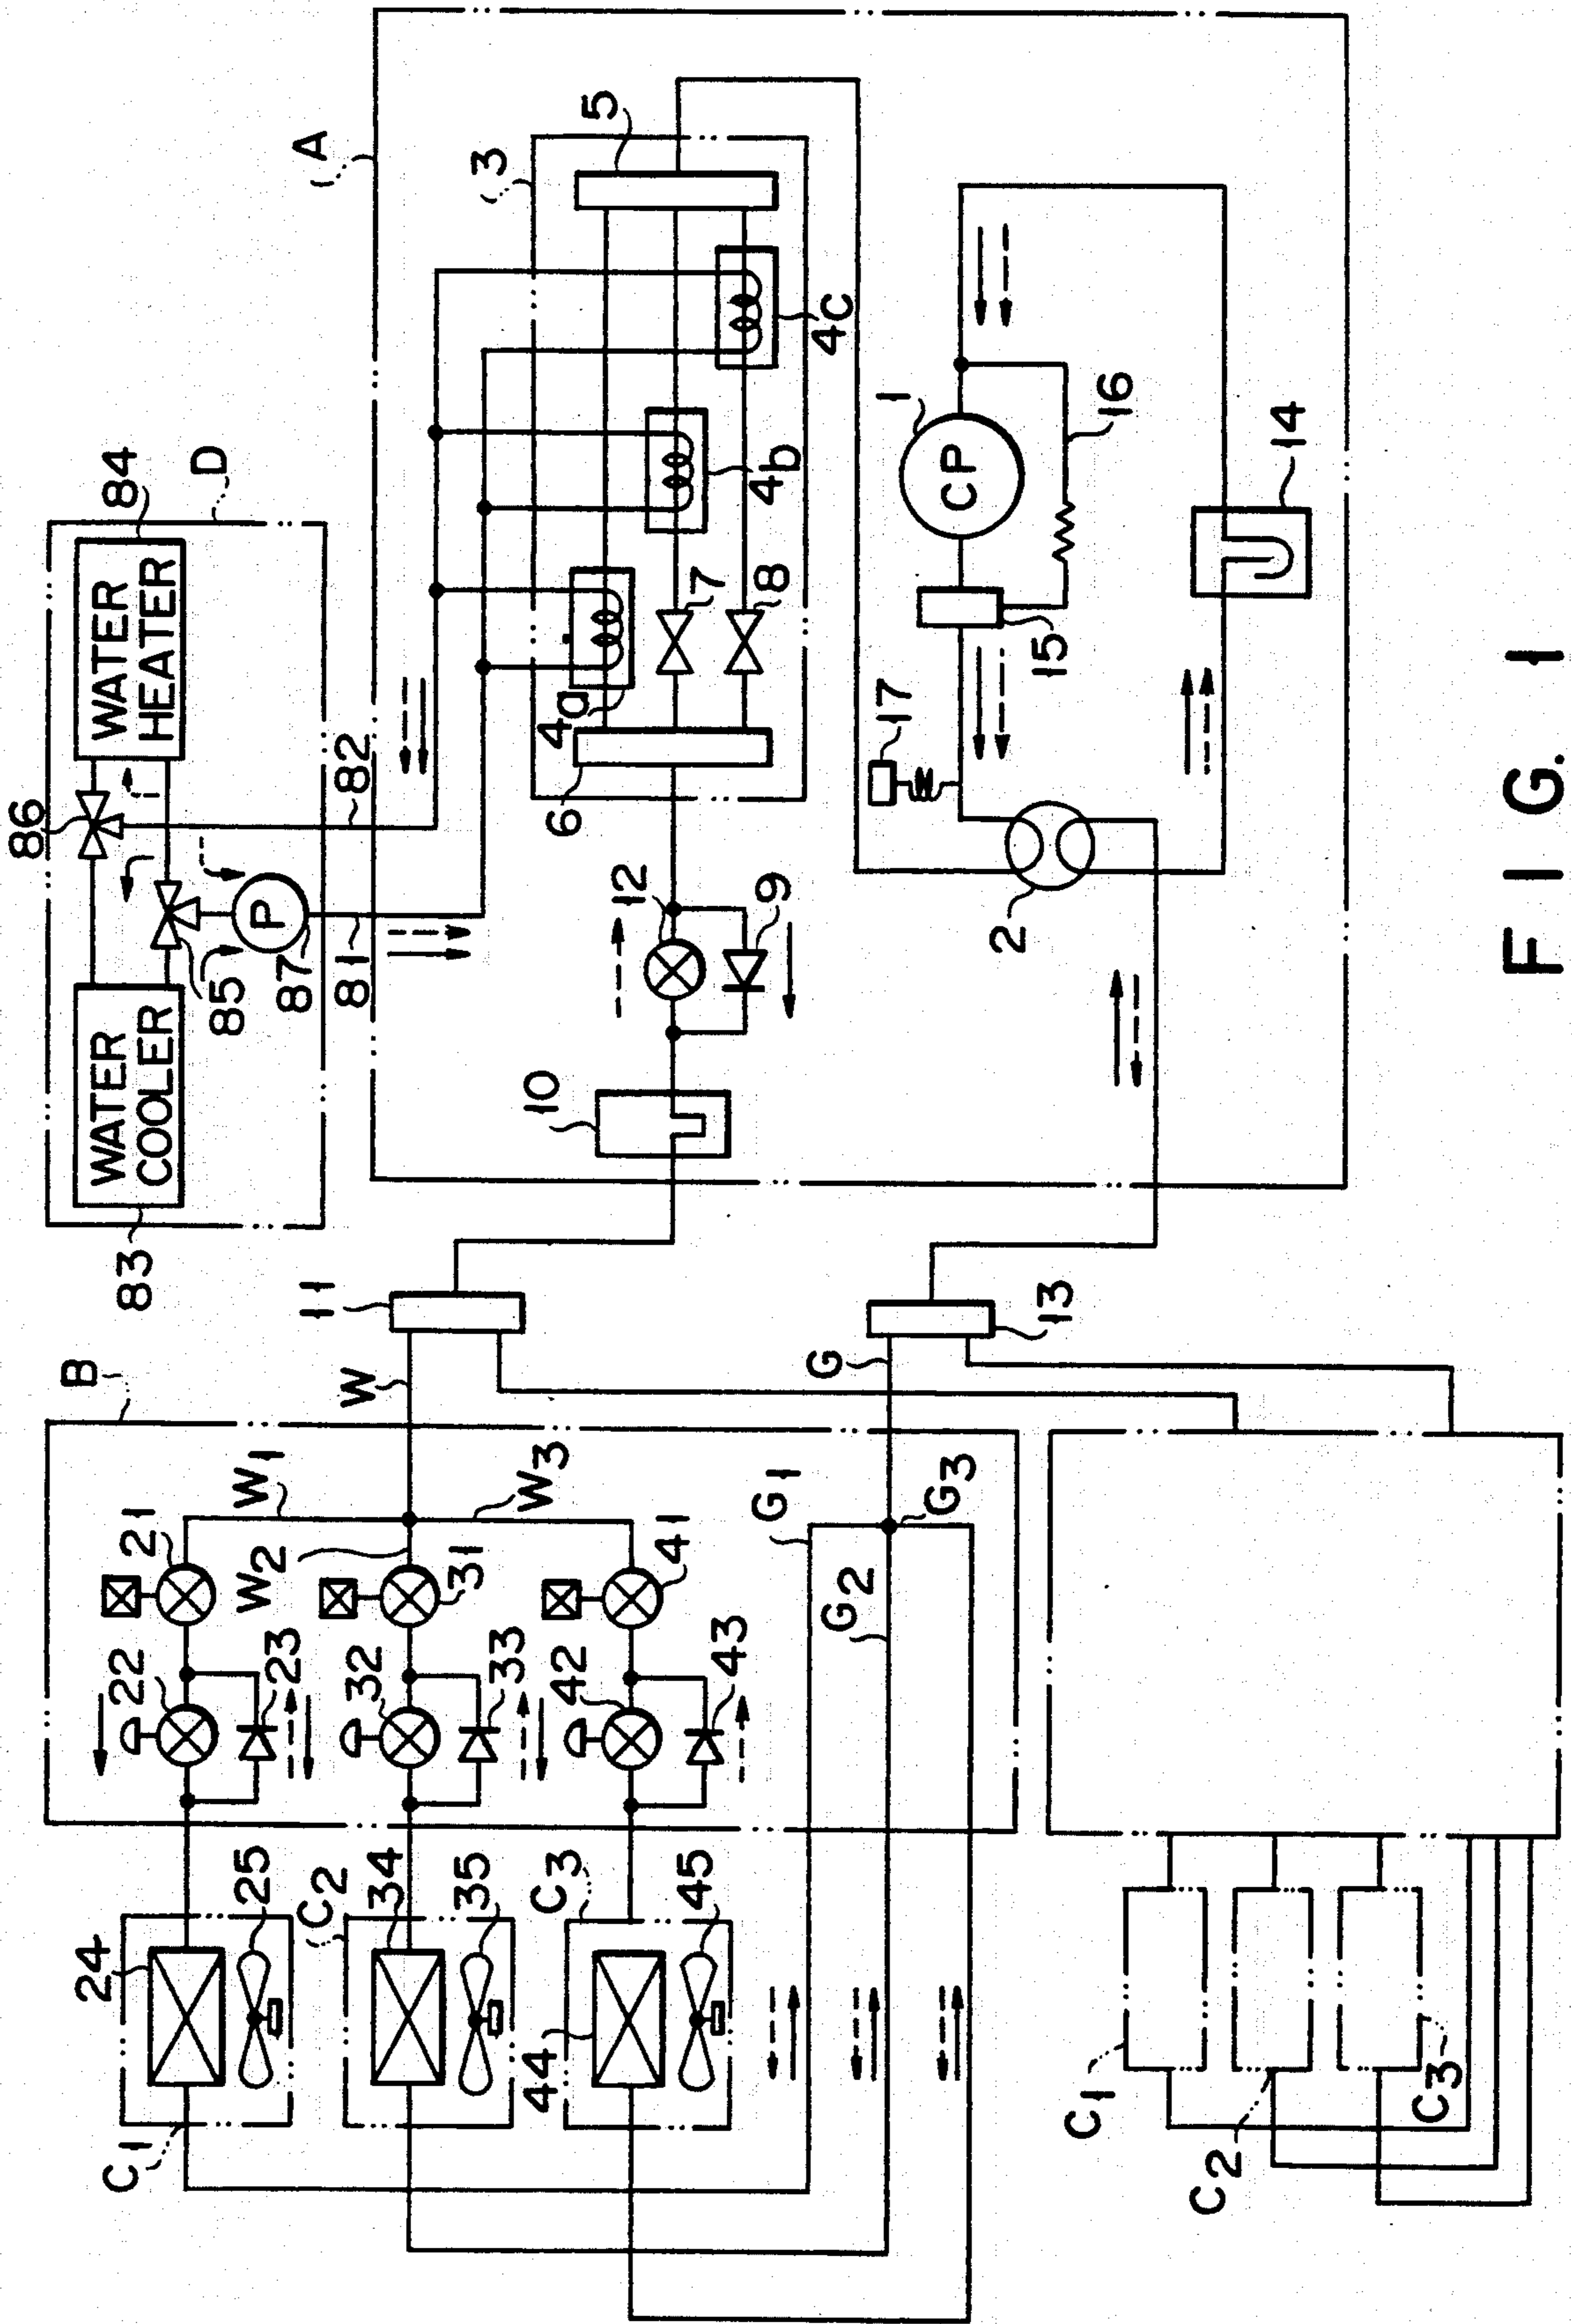 83
WATER COOLER
86
WATER HEATER
84
D
85
P
87
81
82
A
3
5
6
4a
4b
4c
7
8
12
9
10
1
CP
15
16
17
2
14
11
13
B
W
W1
W2
W3
21
22
23
31
32
33
41
42
43
G
G1
G2
G3
24
25
C1
C2
34
35
C3
44
45
C1
C2
C3
FIG. 1